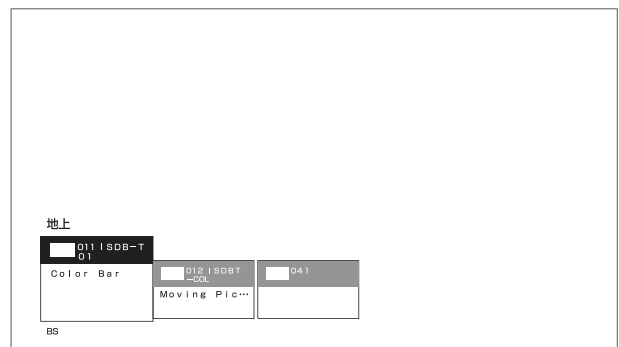 地上
011 ISDB-T
01
Color Bar
012 ISDBT
-COL
041
Moving Pic…
BS